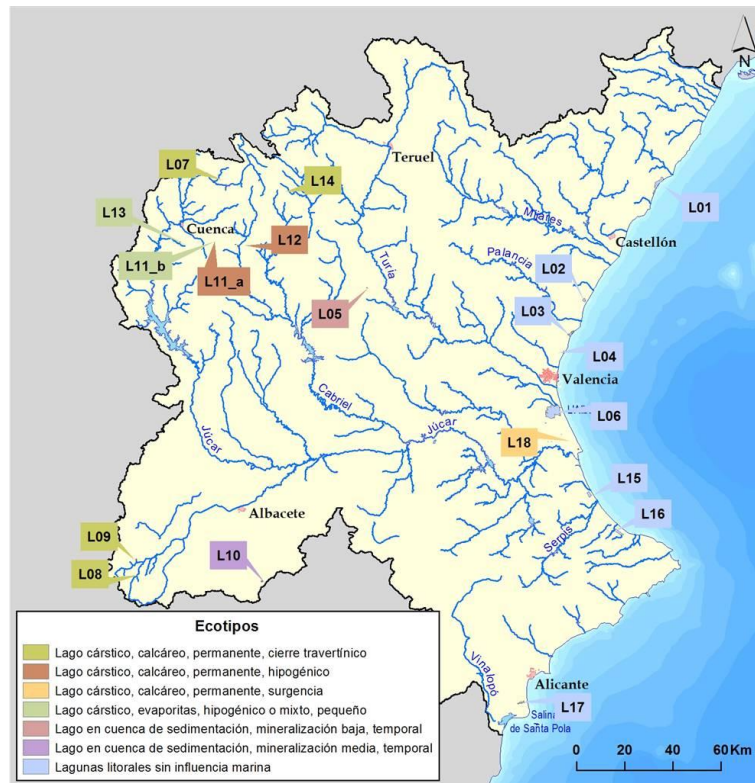 N
L07
Teruel
L14
L01
L13
Cuenca
L12
Mijares
Castellón
L11_b
Palancia
L11_a
L02
Turia
L05
L03
L04
Valencia
Cabriel
L06
Júcar
Júcar
L18
L15
Albacete
L16
L09
Serpis
L10
L08
Ecotipos
Lago cárstico, calcáreo, permanente, cierre travertínico
Lago cárstico, calcáreo, permanente, hipogénico
Lago cárstico, calcáreo, permanente, surgencia
Lago cárstico, evaporitas, hipogénico o mixto, pequeño
Lago en cuenca de sedimentación, mineralización baja, temporal
Lago en cuenca de sedimentación, mineralización media, temporal
Lagunas litorales sin influencia marina
Vinalopó
Alicante
L17
Salinas
de Santa Pola
0 20 40 60 Km